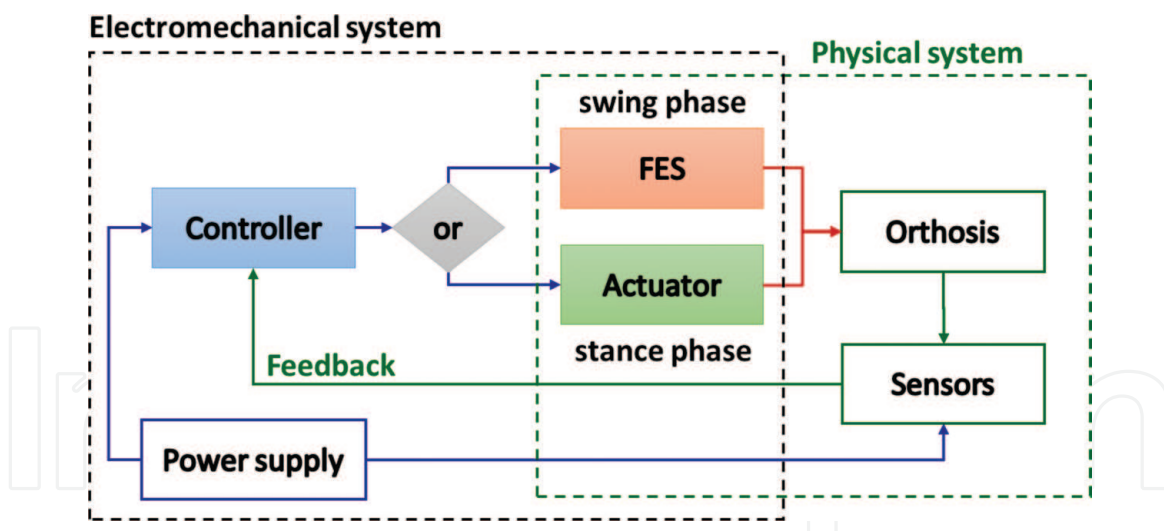 Electromechanical system
Physical system
swing phase
FES
Controller
or
Orthosis
Actuator
stance phase
Feedback
Sensors
Power supply